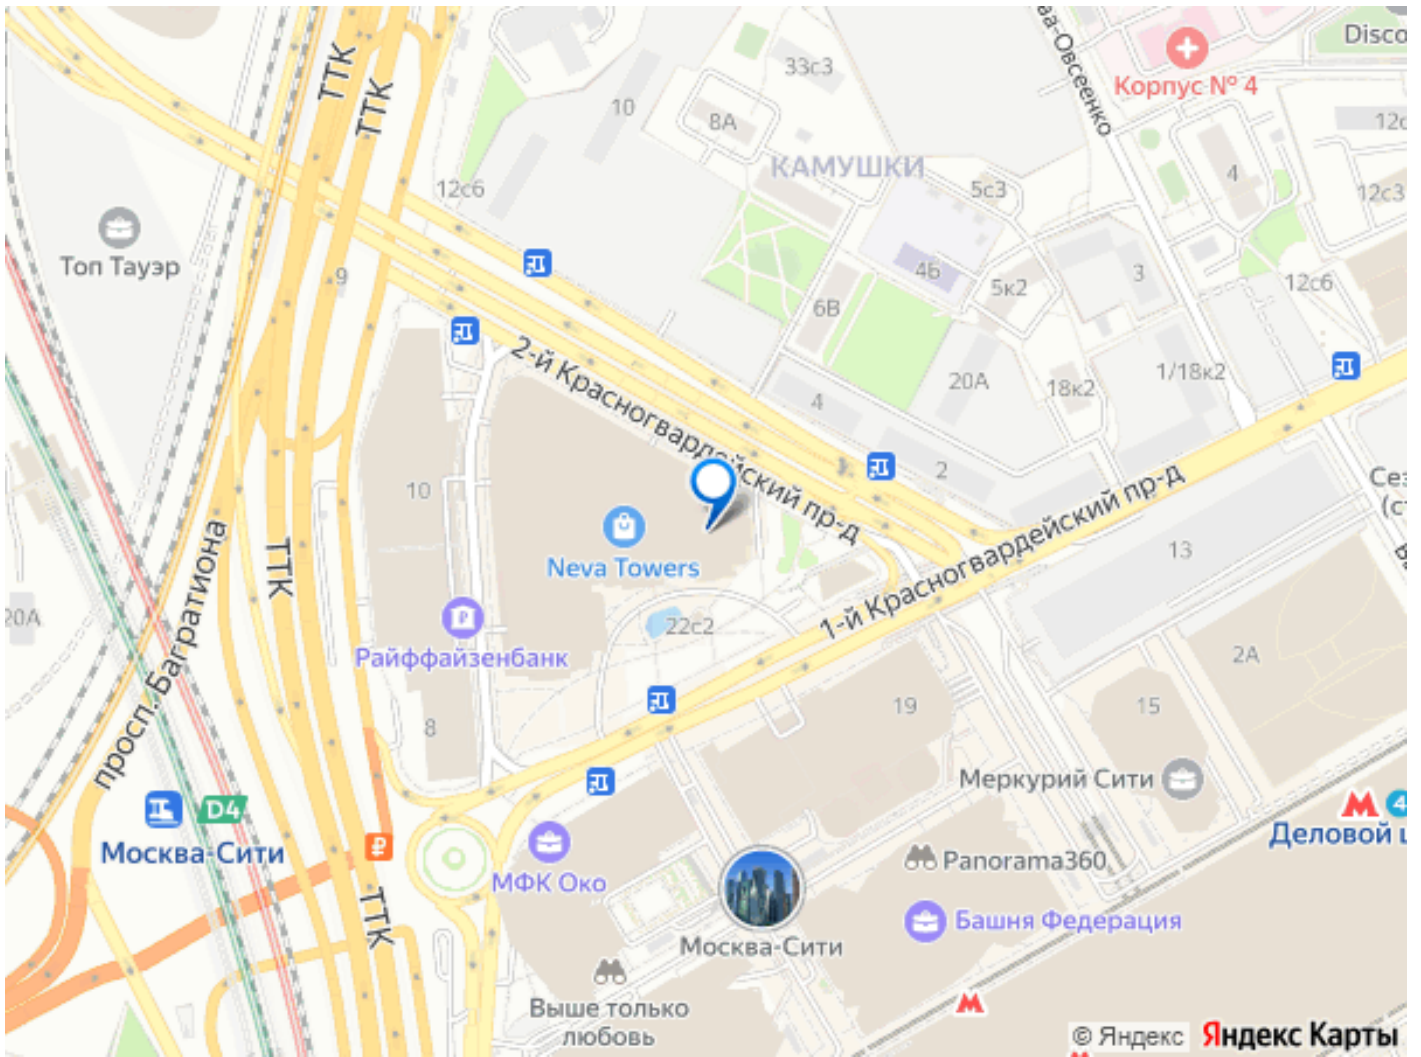 ТТК
ТТК
33с3
Disco
Корпус № 4
10
8А
12с
КАМУШКИ
4
12с6
5с3
12с3
Топ Тауэр
4Б
3
9
5к2
12с6
6В
2-й Красногвардейский пр-д
20А
18к2
1/18к2
4
2
10
1-й Красногвардейский пр-д
13
Neva Towers
ТТК
просп. Багратиона
20А
22с2
Райффайзенбанк
2А
8
19
15
Меркурий Сити
D4
Москва-Сити
4
Деловой ц
МФК Око
Panorama360
ТТК
Башня Федерация
Москва-Сити
Выше только
любовь
© Яндекс Яндекс Карты